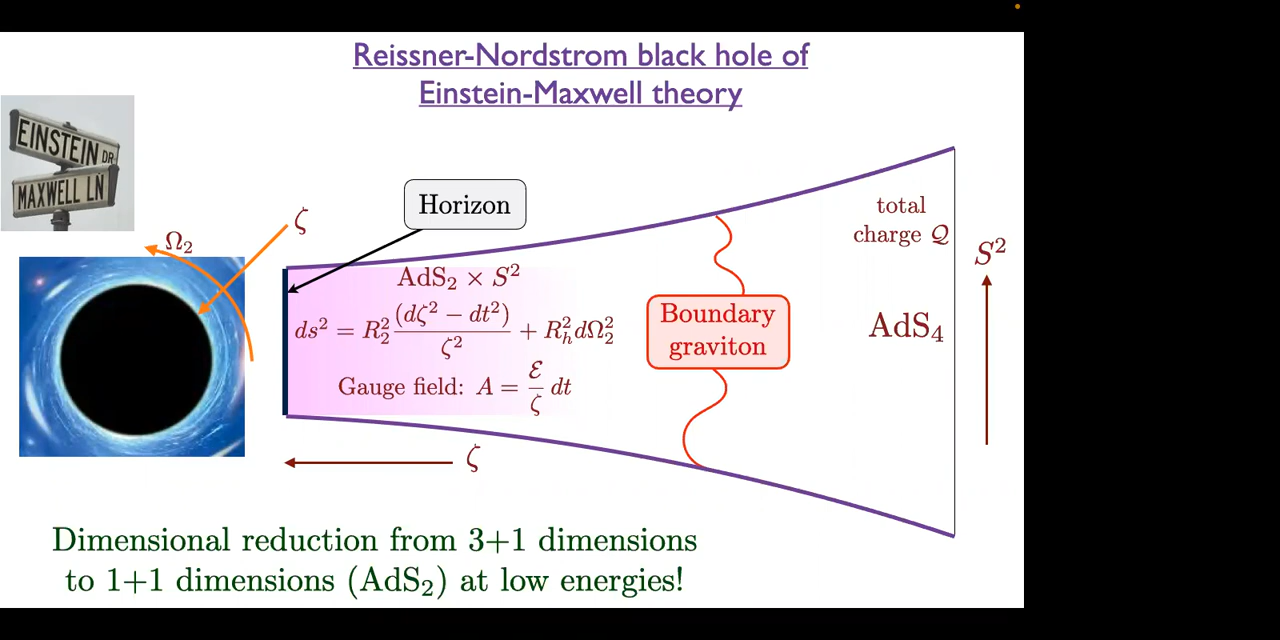 Reissner-Nordstrom black hole of
Einstein-Maxwell theory
EINSTEIN DR
MAXWELL LN
Horizon
ζ
Ω₂
total
charge 𝒬
S²
AdS₂ × S²
ds² = R₂² (dζ² − dt²)/ζ² + R_h² dΩ₂²
Gauge field: A = ℰ/ζ dt
Boundary
graviton
AdS₄
ζ
Dimensional reduction from 3+1 dimensions
to 1+1 dimensions (AdS₂) at low energies!